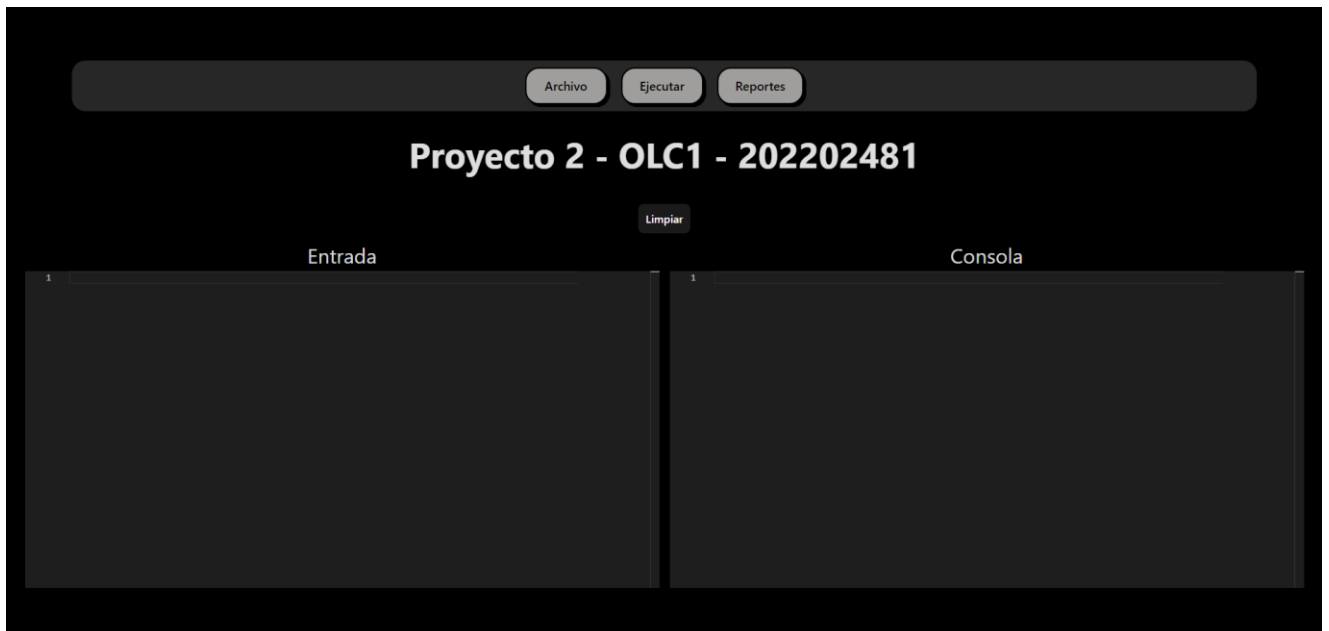 Archivo Ejecutar Reportes
Proyecto 2 - OLC1 - 202202481
Limpiar
Entrada Consola
1 1